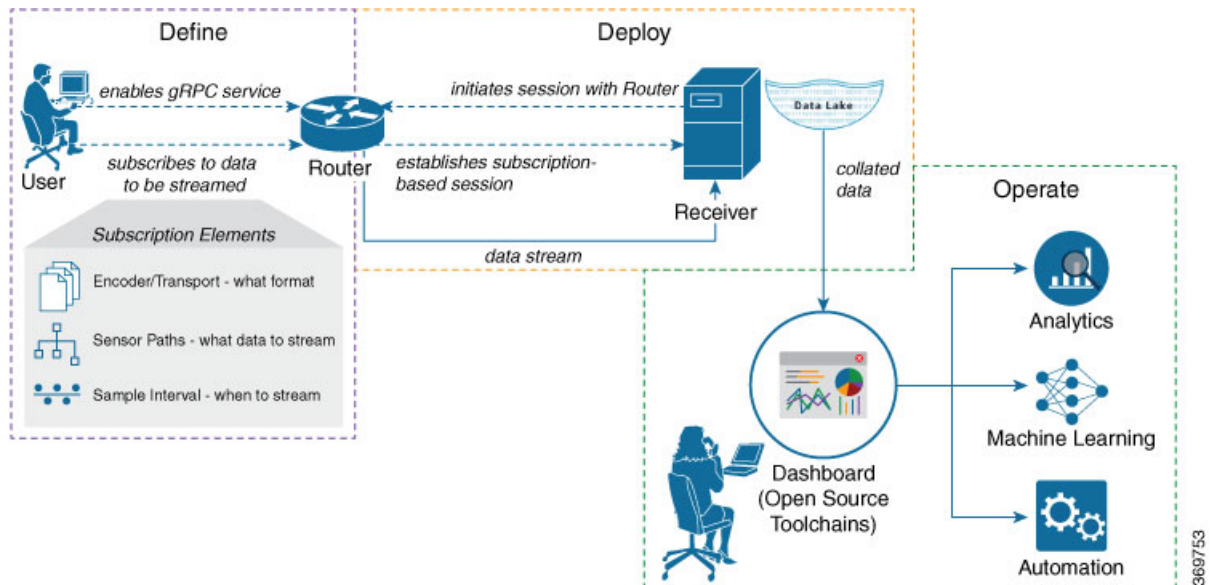 Define
enables gRPC service
subscribes to data
to be streamed
User
Router
Subscription Elements
Encoder/Transport - what format
Sensor Paths - what data to stream
Sample Interval - when to stream
Deploy
initiates session with Router
establishes subscription-
based session
Receiver
data stream
Data Lake
collated
data
Operate
Dashboard
(Open Source
Toolchains)
Analytics
Machine Learning
Automation
369753